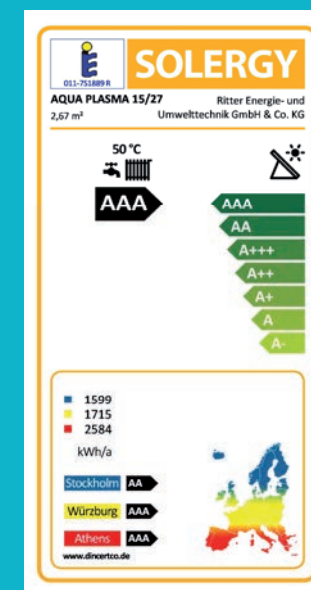 011-7S1889 R
SOLERGY
AQUA PLASMA 15/27
2,67 m²
Ritter Energie- und
Umwelttechnik GmbH & Co. KG
50 °C
AAA
AAA
AA
A+++
A++
A+
A
A-
1599
1715
2584
kWh/a
Stockholm AA
Würzburg AAA
Athens AAA
www.dincertco.de